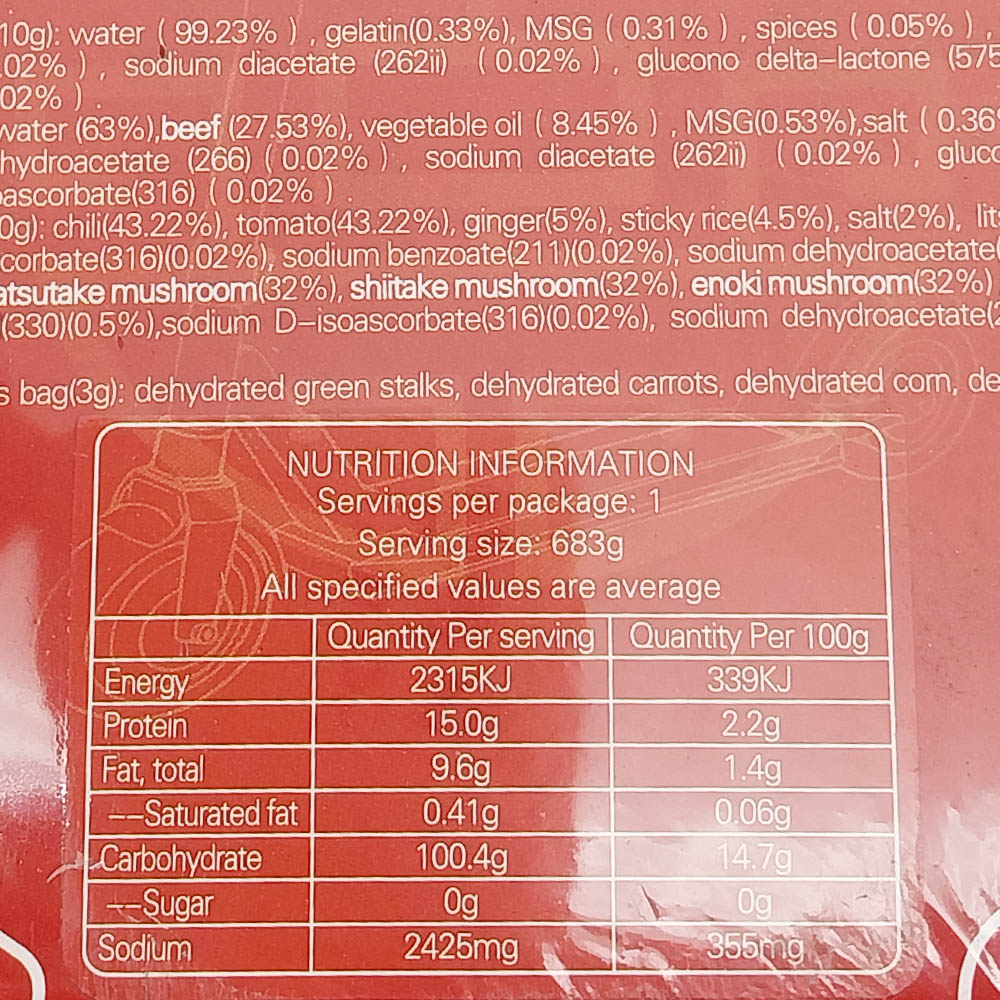 10g): water ( 99.23% ) , gelatin(0.33%), MSG ( 0.31% ) , spices ( 0.05% ) ,
.02% ) , sodium diacetate (262ii) ( 0.02% ) , glucono delta–lactone (575
02% ) .
water (63%),beef (27.53%), vegetable oil ( 8.45% ) , MSG(0.53%),salt ( 0.36%
hydroacetate (266) ( 0.02% ) , sodium diacetate (262ii) ( 0.02% ) , gluco
ascorbate(316) ( 0.02% ) .
0g): chili(43.22%), tomato(43.22%), ginger(5%), sticky rice(4.5%), salt(2%), lit
corbate(316)(0.02%), sodium benzoate(211)(0.02%), sodium dehydroacetate(
atsutake mushroom(32%), shiitake mushroom(32%), enoki mushroom(32%)
(330)(0.5%),sodium D–isoascorbate(316)(0.02%), sodium dehydroacetate(2
s bag(3g): dehydrated green stalks, dehydrated carrots, dehydrated corn, de
NUTRITION INFORMATION
Servings per package: 1
Serving size: 683g
All specified values are average
Quantity Per serving Quantity Per 100g
Energy 2315KJ 339KJ
Protein 15.0g 2.2g
Fat, total 9.6g 1.4g
––Saturated fat 0.41g 0.06g
Carbohydrate 100.4g 14.7g
––Sugar 0g 0g
Sodium 2425mg 355mg